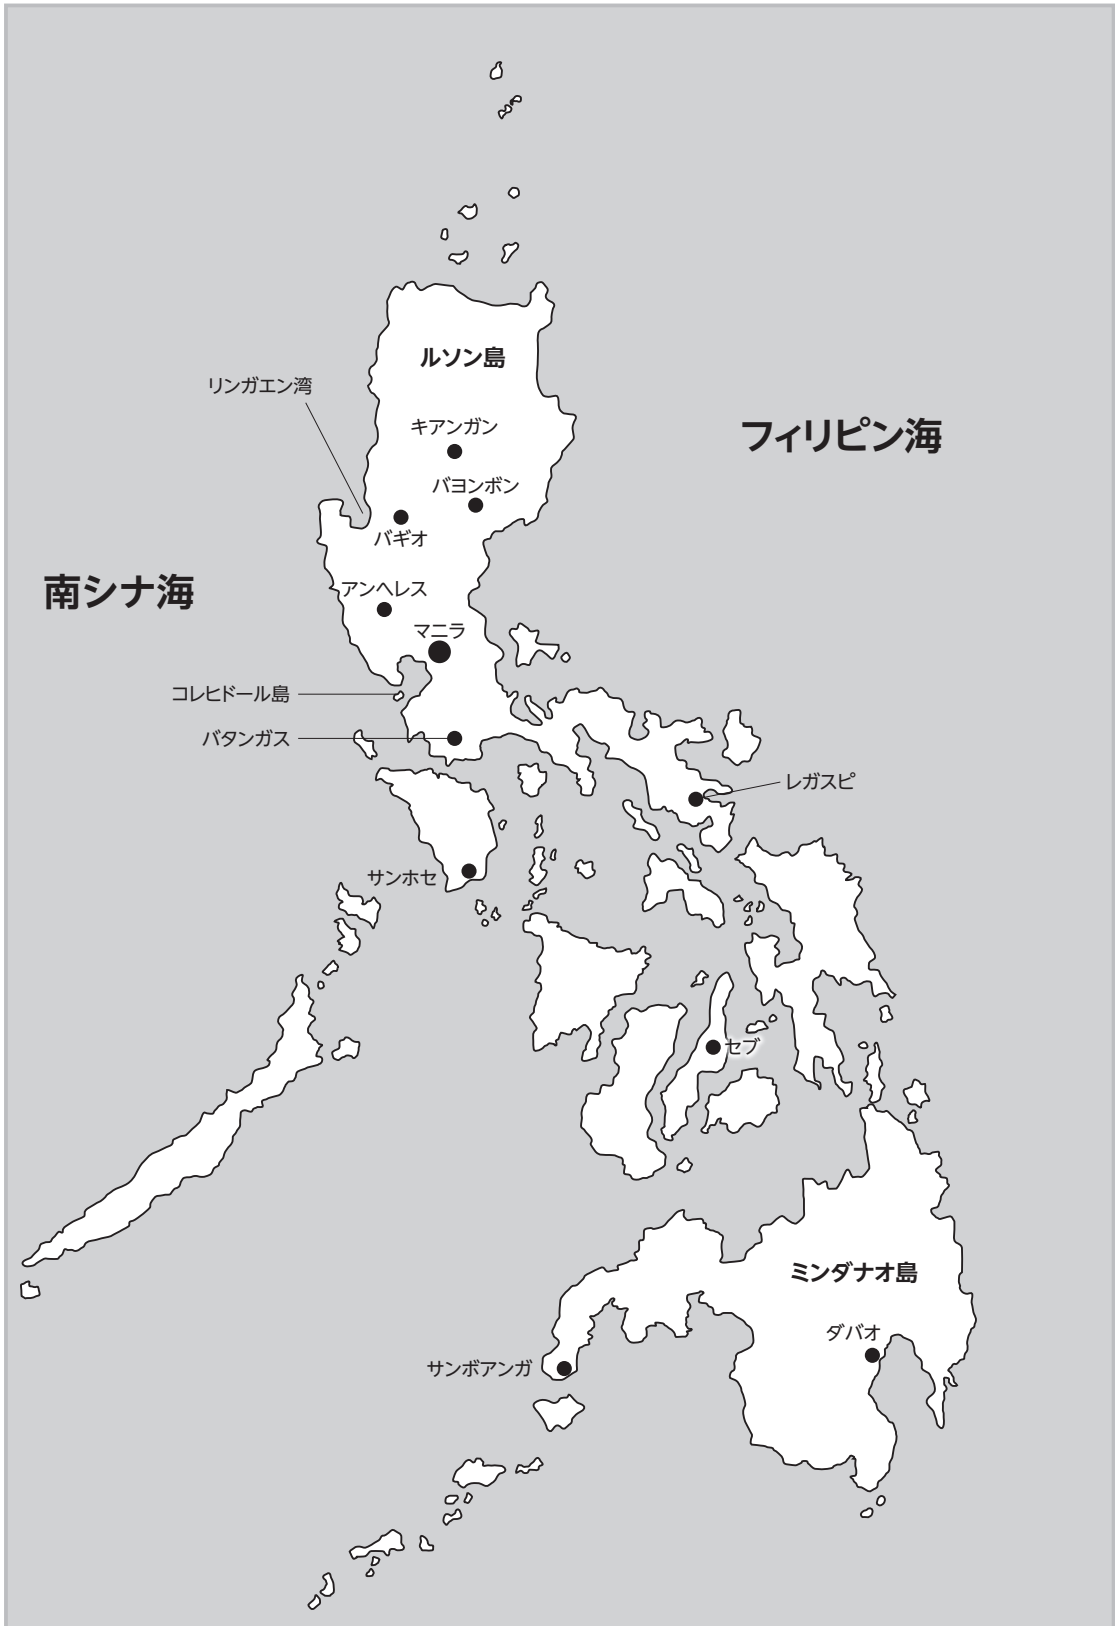 ルソン島
リンガエン湾
キアンガン
フィリピン海
バヨンボン
バギオ
南シナ海
アンヘレス
マニラ
コレヒドール島
バタンガス
レガスピ
サンホセ
セブ
ミンダナオ島
ダバオ
サンボアンガ